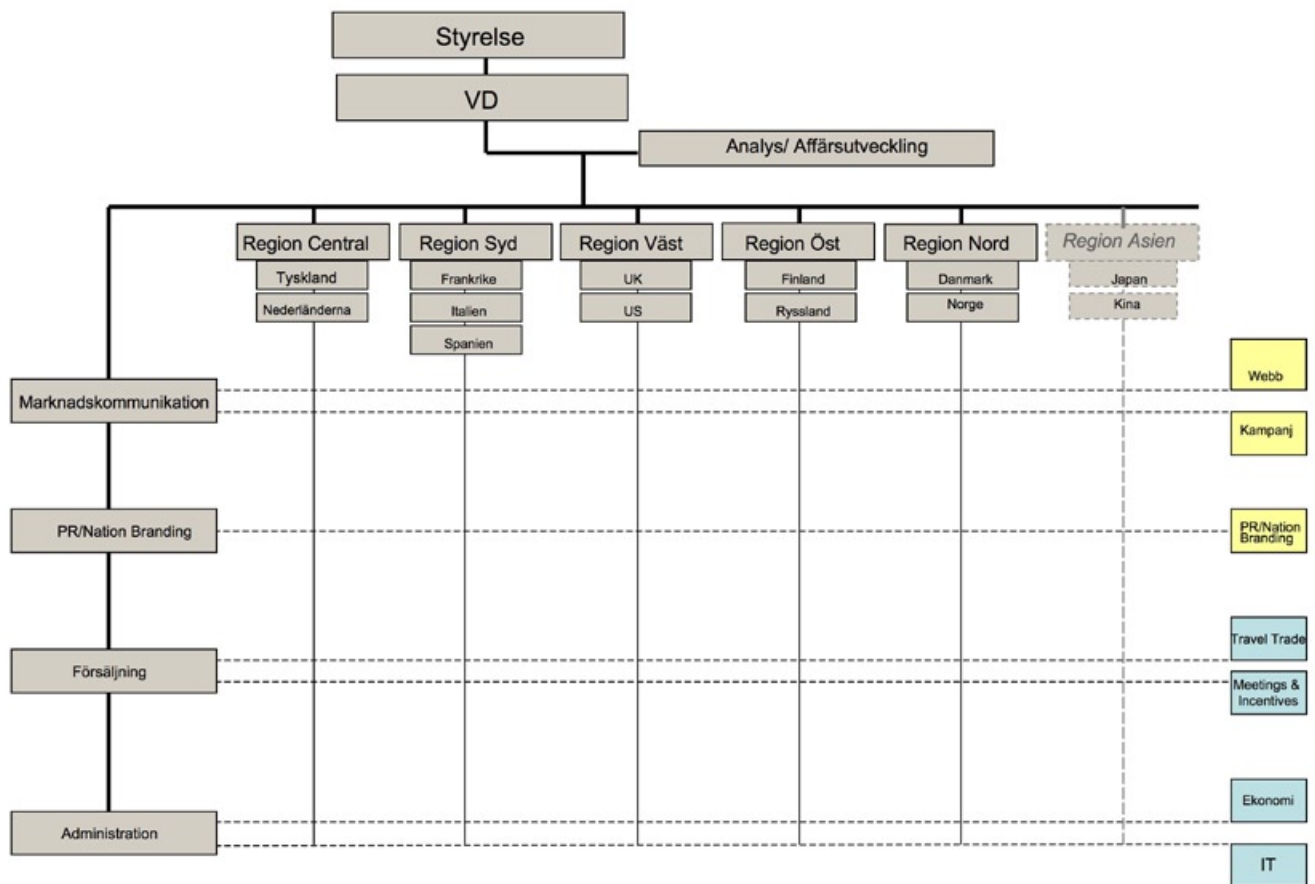 Styrelse
VD
Analys/ Affärsutveckling
Region Central
Region Syd
Region Väst
Region Öst
Region Nord
Region Asien
Tyskland
Frankrike
UK
Finland
Danmark
Japan
Nederländerna
Italien
US
Ryssland
Norge
Kina
Spanien
Webb
Marknadskommunikation
Kampanj
PR/Nation Branding
PR/Nation
Branding
Travel Trade
Försäljning
Meetings &
Incentives
Ekonomi
Administration
IT